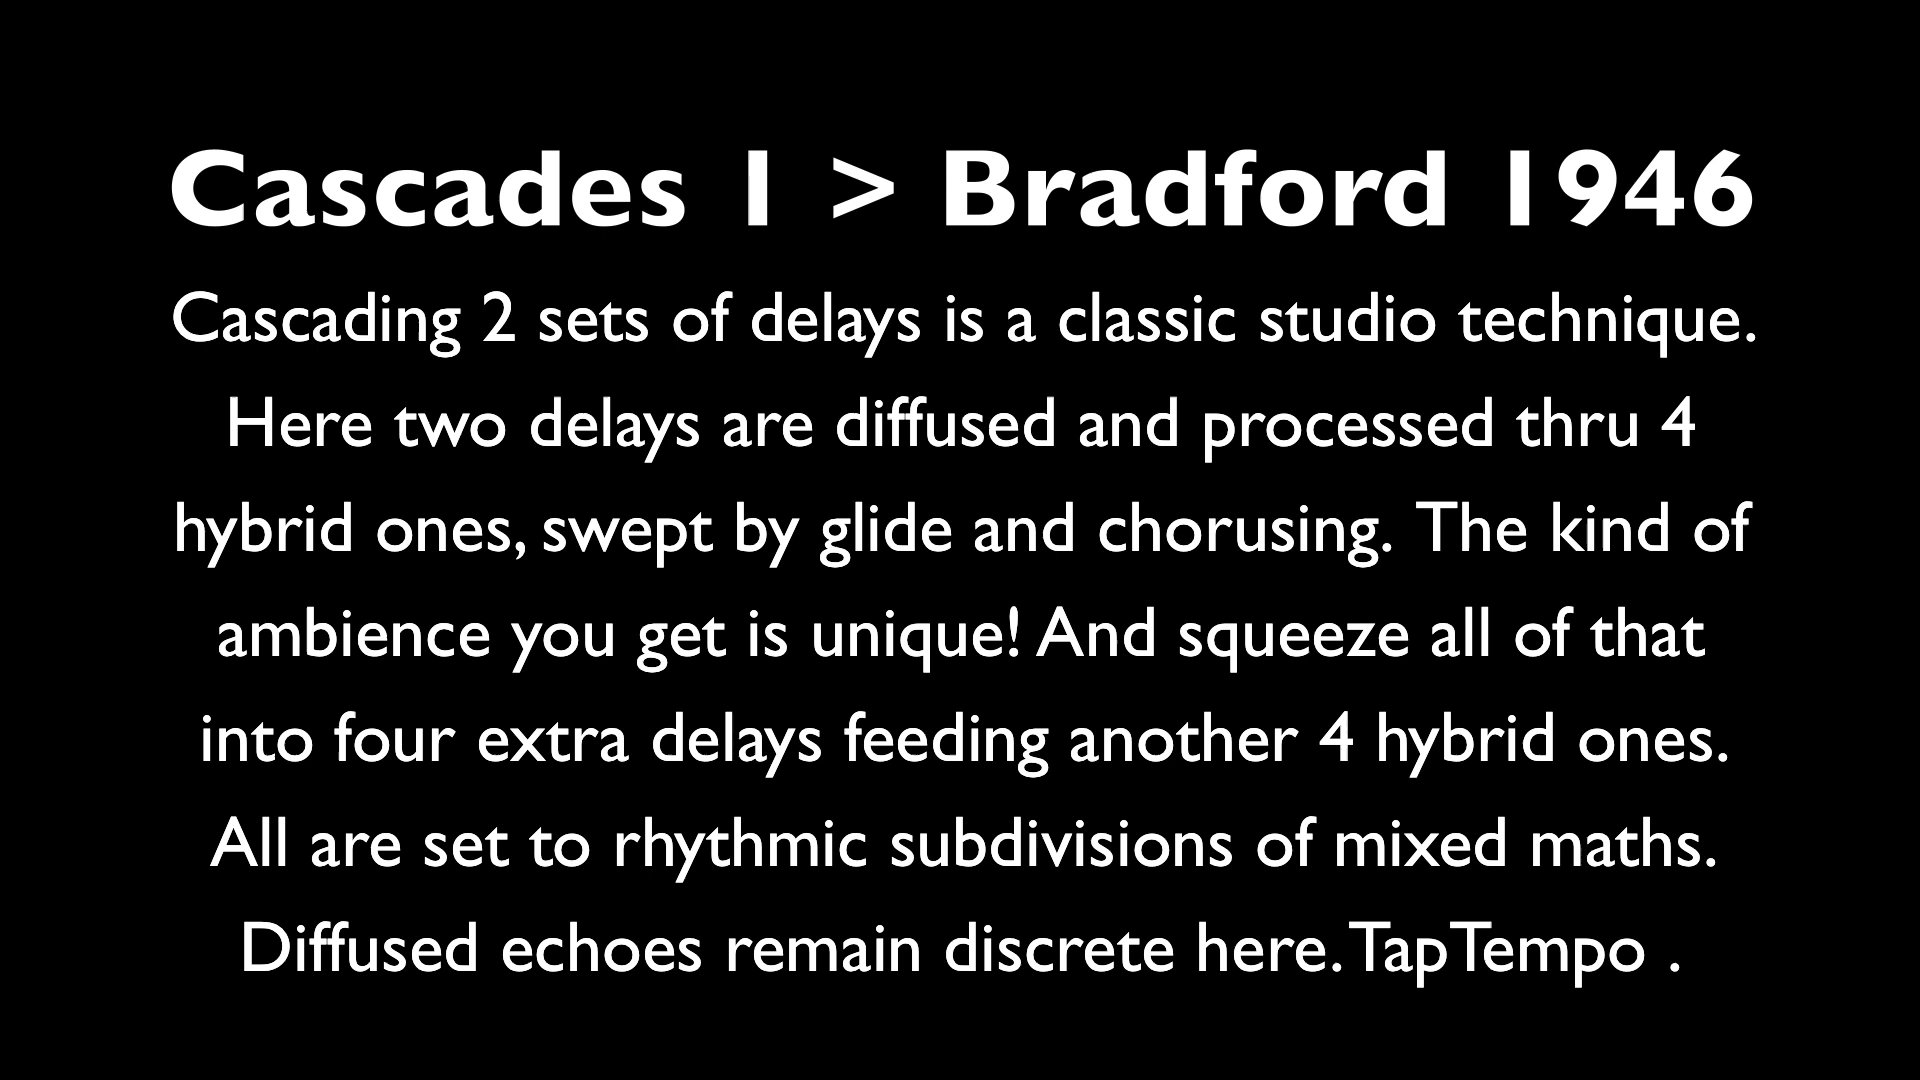 Cascades 1 > Bradford 1946
Cascading 2 sets of delays is a classic studio technique.
Here two delays are diffused and processed thru 4
hybrid ones, swept by glide and chorusing. The kind of
ambience you get is unique! And squeeze all of that
into four extra delays feeding another 4 hybrid ones.
All are set to rhythmic subdivisions of mixed maths.
Diffused echoes remain discrete here. TapTempo .